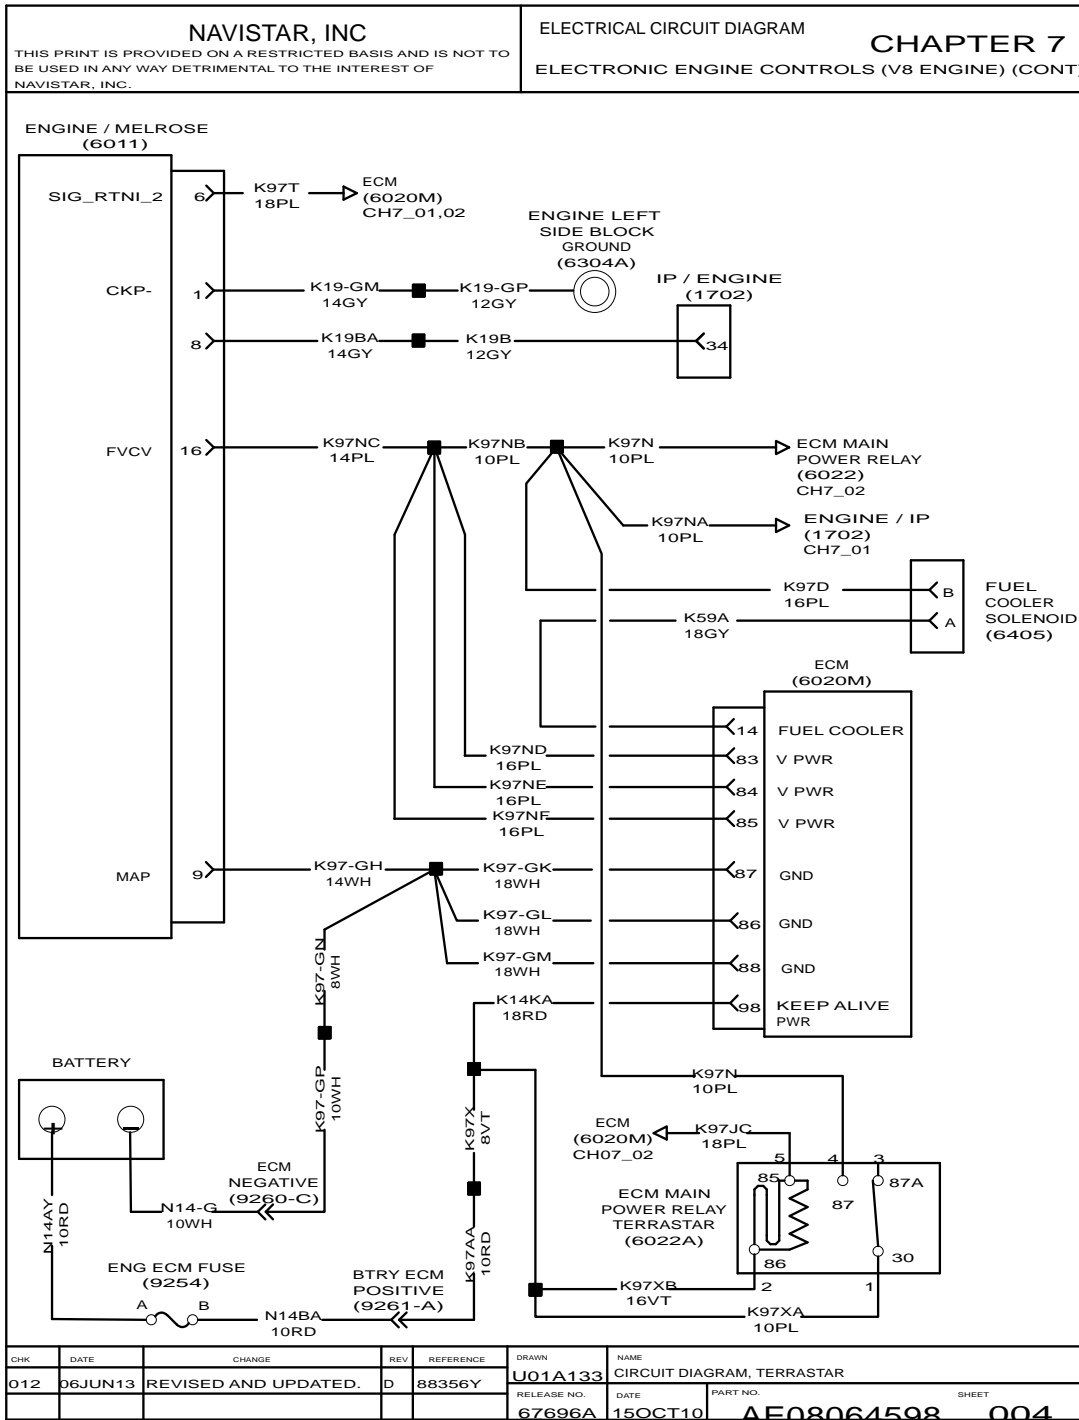 NAVISTAR, INC
THIS PRINT IS PROVIDED ON A RESTRICTED BASIS AND IS NOT TO
BE USED IN ANY WAY DETRIMENTAL TO THE INTEREST OF
NAVISTAR, INC.
ELECTRICAL CIRCUIT DIAGRAM
CHAPTER 7
ELECTRONIC ENGINE CONTROLS (V8 ENGINE) (CONT)
ENGINE / MELROSE
(6011)
SIG_RTNI_2
6
K97T
18PL
ECM
(6020M)
CH7_01,02
ENGINE LEFT
SIDE BLOCK
GROUND
(6304A)
CKP-
1
K19-GM
14GY
K19-GP
12GY
IP / ENGINE
(1702)
8
K19BA
14GY
K19B
12GY
34
FVCV
16
K97NC
14PL
K97NB
10PL
K97N
10PL
ECM MAIN
POWER RELAY
(6022)
CH7_02
K97NA
10PL
ENGINE / IP
(1702)
CH7_01
K97D
16PL
B
K59A
18GY
A
FUEL
COOLER
SOLENOID
(6405)
ECM
(6020M)
14
FUEL COOLER
K97ND
16PL
83
V PWR
K97NE
16PL
84
V PWR
K97NF
16PL
85
V PWR
MAP
9
K97-GH
14WH
K97-GK
18WH
87
GND
K97-GL
18WH
86
GND
K97-GM
18WH
88
GND
K14KA
18RD
98
KEEP ALIVE
PWR
K97-GN
8WH
K97-GP
10WH
BATTERY
+
-
N14AY
10RD
N14-G
10WH
ECM
NEGATIVE
(9260-C)
K97X
8VT
K97AA
10RD
ENG ECM FUSE
(9254)
A
B
N14BA
10RD
BTRY ECM
POSITIVE
(9261-A)
K97N
10PL
ECM
(6020M)
CH07_02
K97JC
18PL
5
4
3
85
87
87A
ECM MAIN
POWER RELAY
TERRASTAR
(6022A)
86
30
K97XB
16VT
2
1
K97XA
10PL
CHK
DATE
CHANGE
REV
REFERENCE
012
06JUN13
REVISED AND UPDATED.
D
88356Y
DRAWN
U01A133
NAME
CIRCUIT DIAGRAM, TERRASTAR
RELEASE NO.
67696A
DATE
15OCT10
PART NO.
AE08064598
SHEET
004